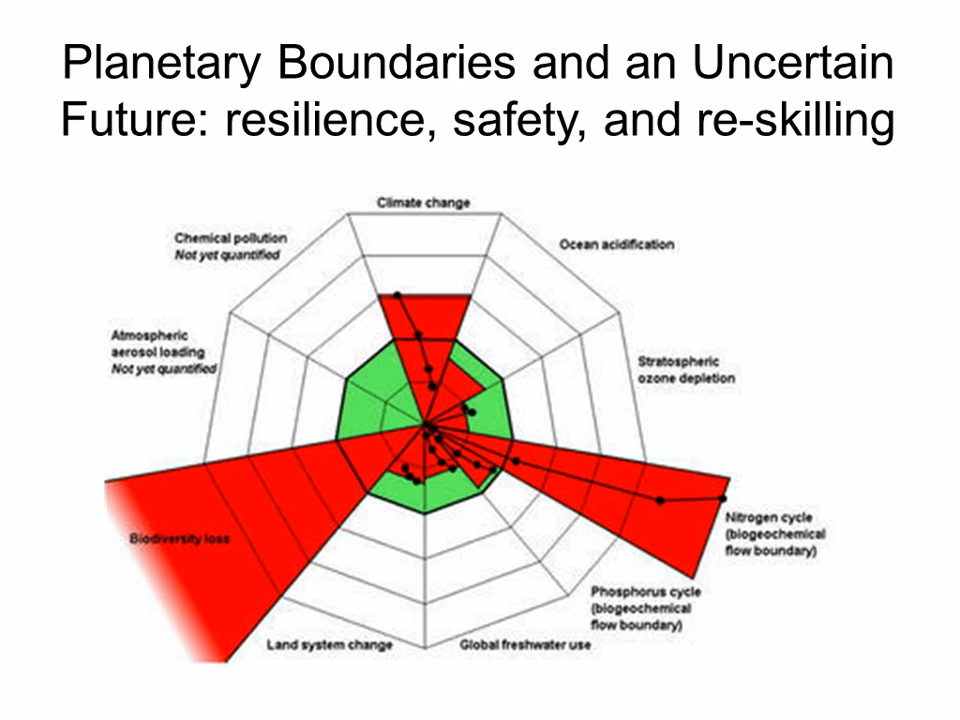 Planetary Boundaries and an Uncertain
Future: resilience, safety, and re-skilling
Climate change
Chemical pollution
Not yet quantified
Ocean acidification
Atmospheric
aerosol loading
Not yet quantified
Stratospheric
ozone depletion
Biodiversity loss
Nitrogen cycle
(biogeochemical
flow boundary)
Phosphorus cycle
(biogeochemical
flow boundary)
Land system change
Global freshwater use